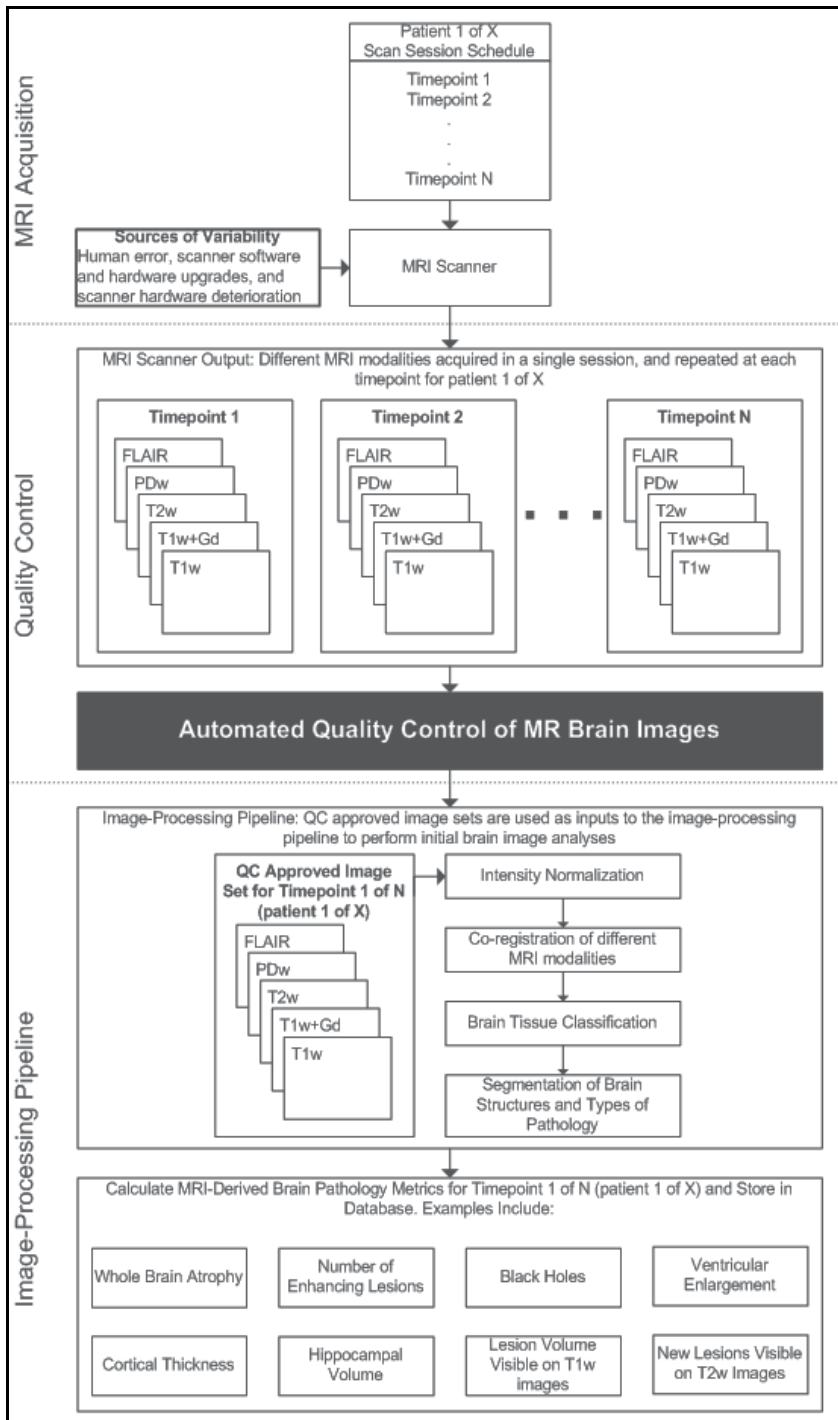 MRI Acquisition
Patient 1 of X
Scan Session Schedule
Timepoint 1
Timepoint 2
.
.
.
Timepoint N
Sources of Variability
Human error, scanner software
and hardware upgrades, and
scanner hardware deterioration
MRI Scanner
Quality Control
MRI Scanner Output: Different MRI modalities acquired in a single session, and repeated at each
timepoint for patient 1 of X
Timepoint 1
FLAIR
PDw
T2w
T1w+Gd
T1w
Timepoint 2
FLAIR
PDw
T2w
T1w+Gd
T1w
. . . .
Timepoint N
FLAIR
PDw
T2w
T1w+Gd
T1w
Automated Quality Control of MR Brain Images
Image-Processing Pipeline
Image-Processing Pipeline: QC approved image sets are used as inputs to the image-processing
pipeline to perform initial brain image analyses
QC Approved Image
Set for Timepoint 1 of N
(patient 1 of X)
FLAIR
PDw
T2w
T1w+Gd
T1w
Intensity Normalization
Co-registration of different
MRI modalities
Brain Tissue Classification
Segmentation of Brain
Structures and Types of
Pathology
Calculate MRI-Derived Brain Pathology Metrics for Timepoint 1 of N (patient 1 of X) and Store in
Database. Examples Include:
Whole Brain Atrophy
Number of
Enhancing Lesions
Black Holes
Ventricular
Enlargement
Cortical Thickness
Hippocampal
Volume
Lesion Volume
Visible on T1w
images
New Lesions Visible
on T2w Images